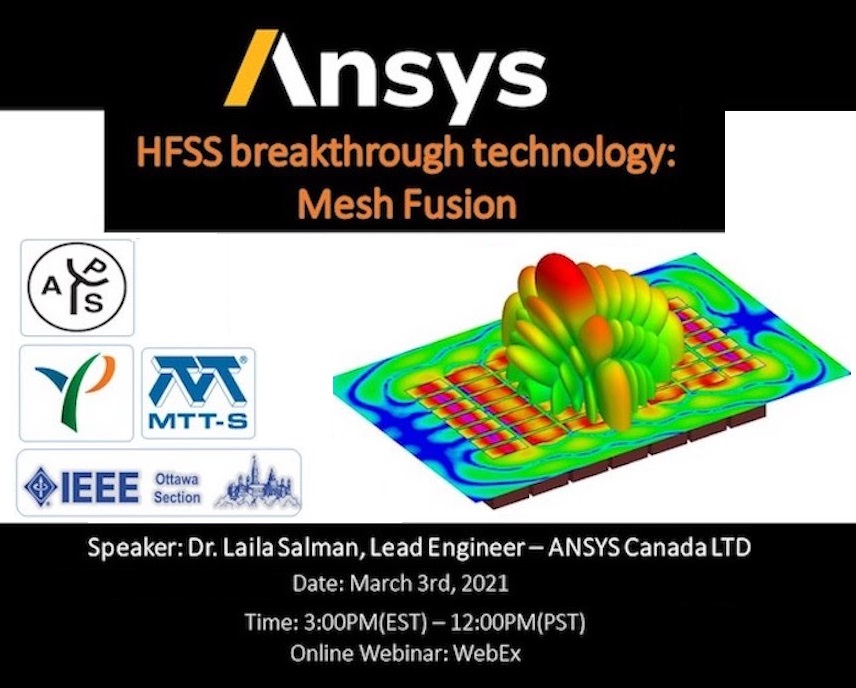 Ansys
HFSS breakthrough technology:
Mesh Fusion
A P S
MTT-S®
IEEE Ottawa
Section
Speaker: Dr. Laila Salman, Lead Engineer – ANSYS Canada LTD
Date: March 3rd, 2021
Time: 3:00PM(EST) – 12:00PM(PST)
Online Webinar: WebEx